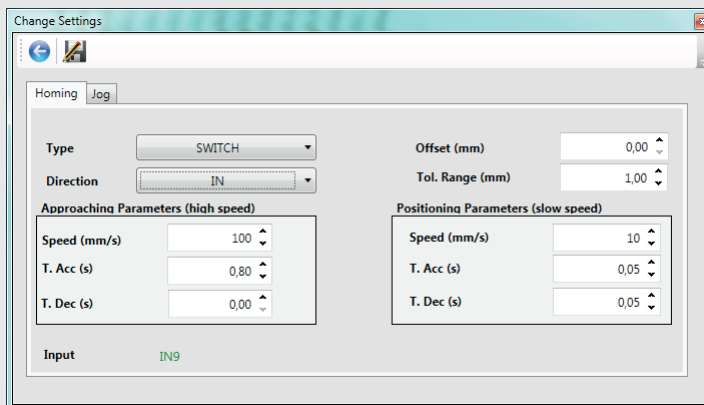 Change Settings
Homing Jog
Type SWITCH Offset (mm) 0,00
Direction IN Tol. Range (mm) 1,00
Approaching Parameters (high speed) Positioning Parameters (slow speed)
Speed (mm/s) 100 Speed (mm/s) 10
T. Acc (s) 0,80 T. Acc (s) 0,05
T. Dec (s) 0,00 T. Dec (s) 0,05
Input IN9